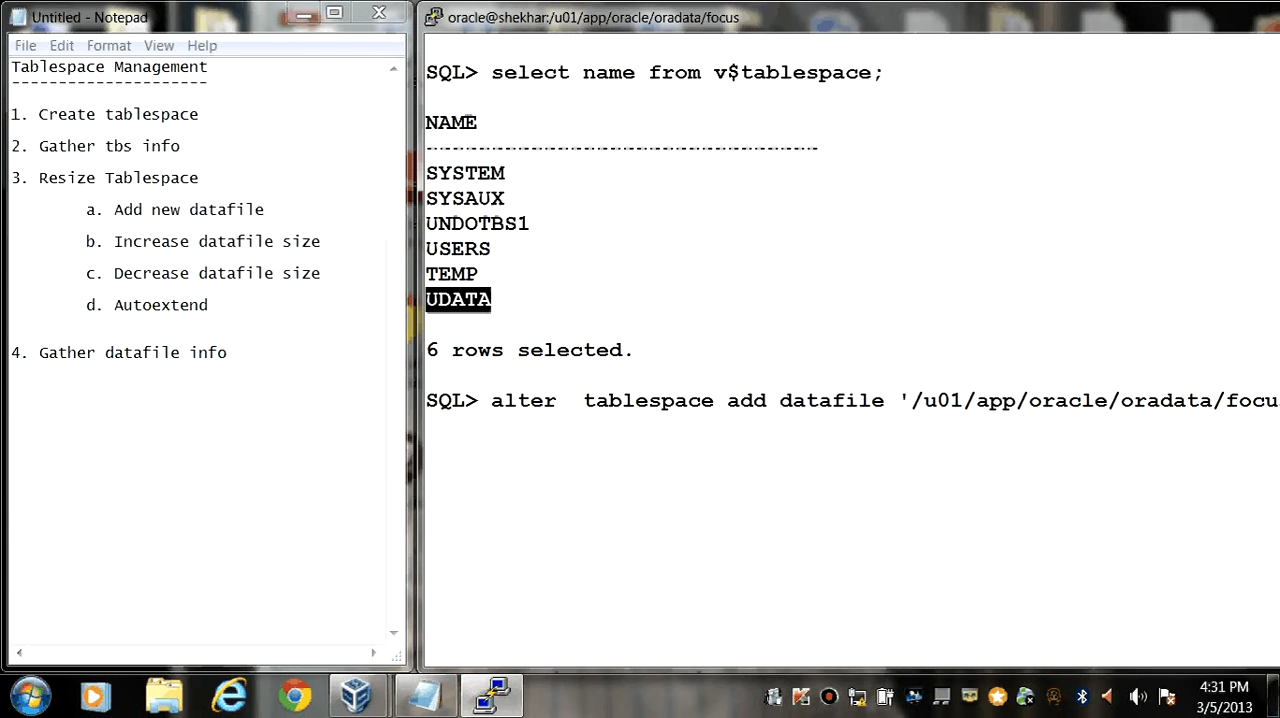 Untitled - Notepad
File Edit Format View Help
Tablespace Management
---------------------
1. Create tablespace
2. Gather tbs info
3. Resize Tablespace
a. Add new datafile
b. Increase datafile size
c. Decrease datafile size
d. Autoextend
4. Gather datafile info
oracle@shekhar:/u01/app/oracle/oradata/focus
SQL> select name from v$tablespace;
NAME
------------------------------
SYSTEM
SYSAUX
UNDOTBS1
USERS
TEMP
UDATA
6 rows selected.
SQL> alter  tablespace add datafile '/u01/app/oracle/oradata/focu
4:31 PM
3/5/2013